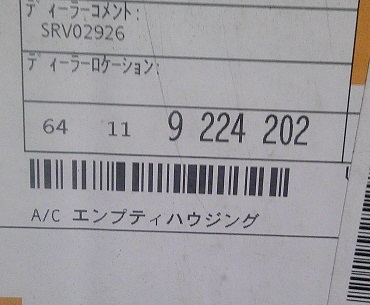 ディーラーコメント:
SRV02926
ディーラーロケーション:
64 11 9 224 202
A/C エンプティハウジング